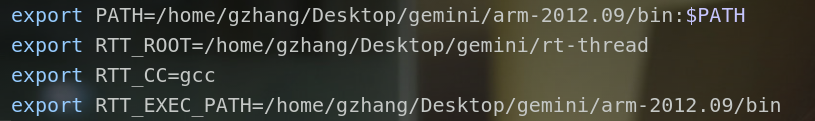 export PATH=/home/gzhang/Desktop/gemini/arm-2012.09/bin:$PATH
export RTT_ROOT=/home/gzhang/Desktop/gemini/rt-thread
export RTT_CC=gcc
export RTT_EXEC_PATH=/home/gzhang/Desktop/gemini/arm-2012.09/bin